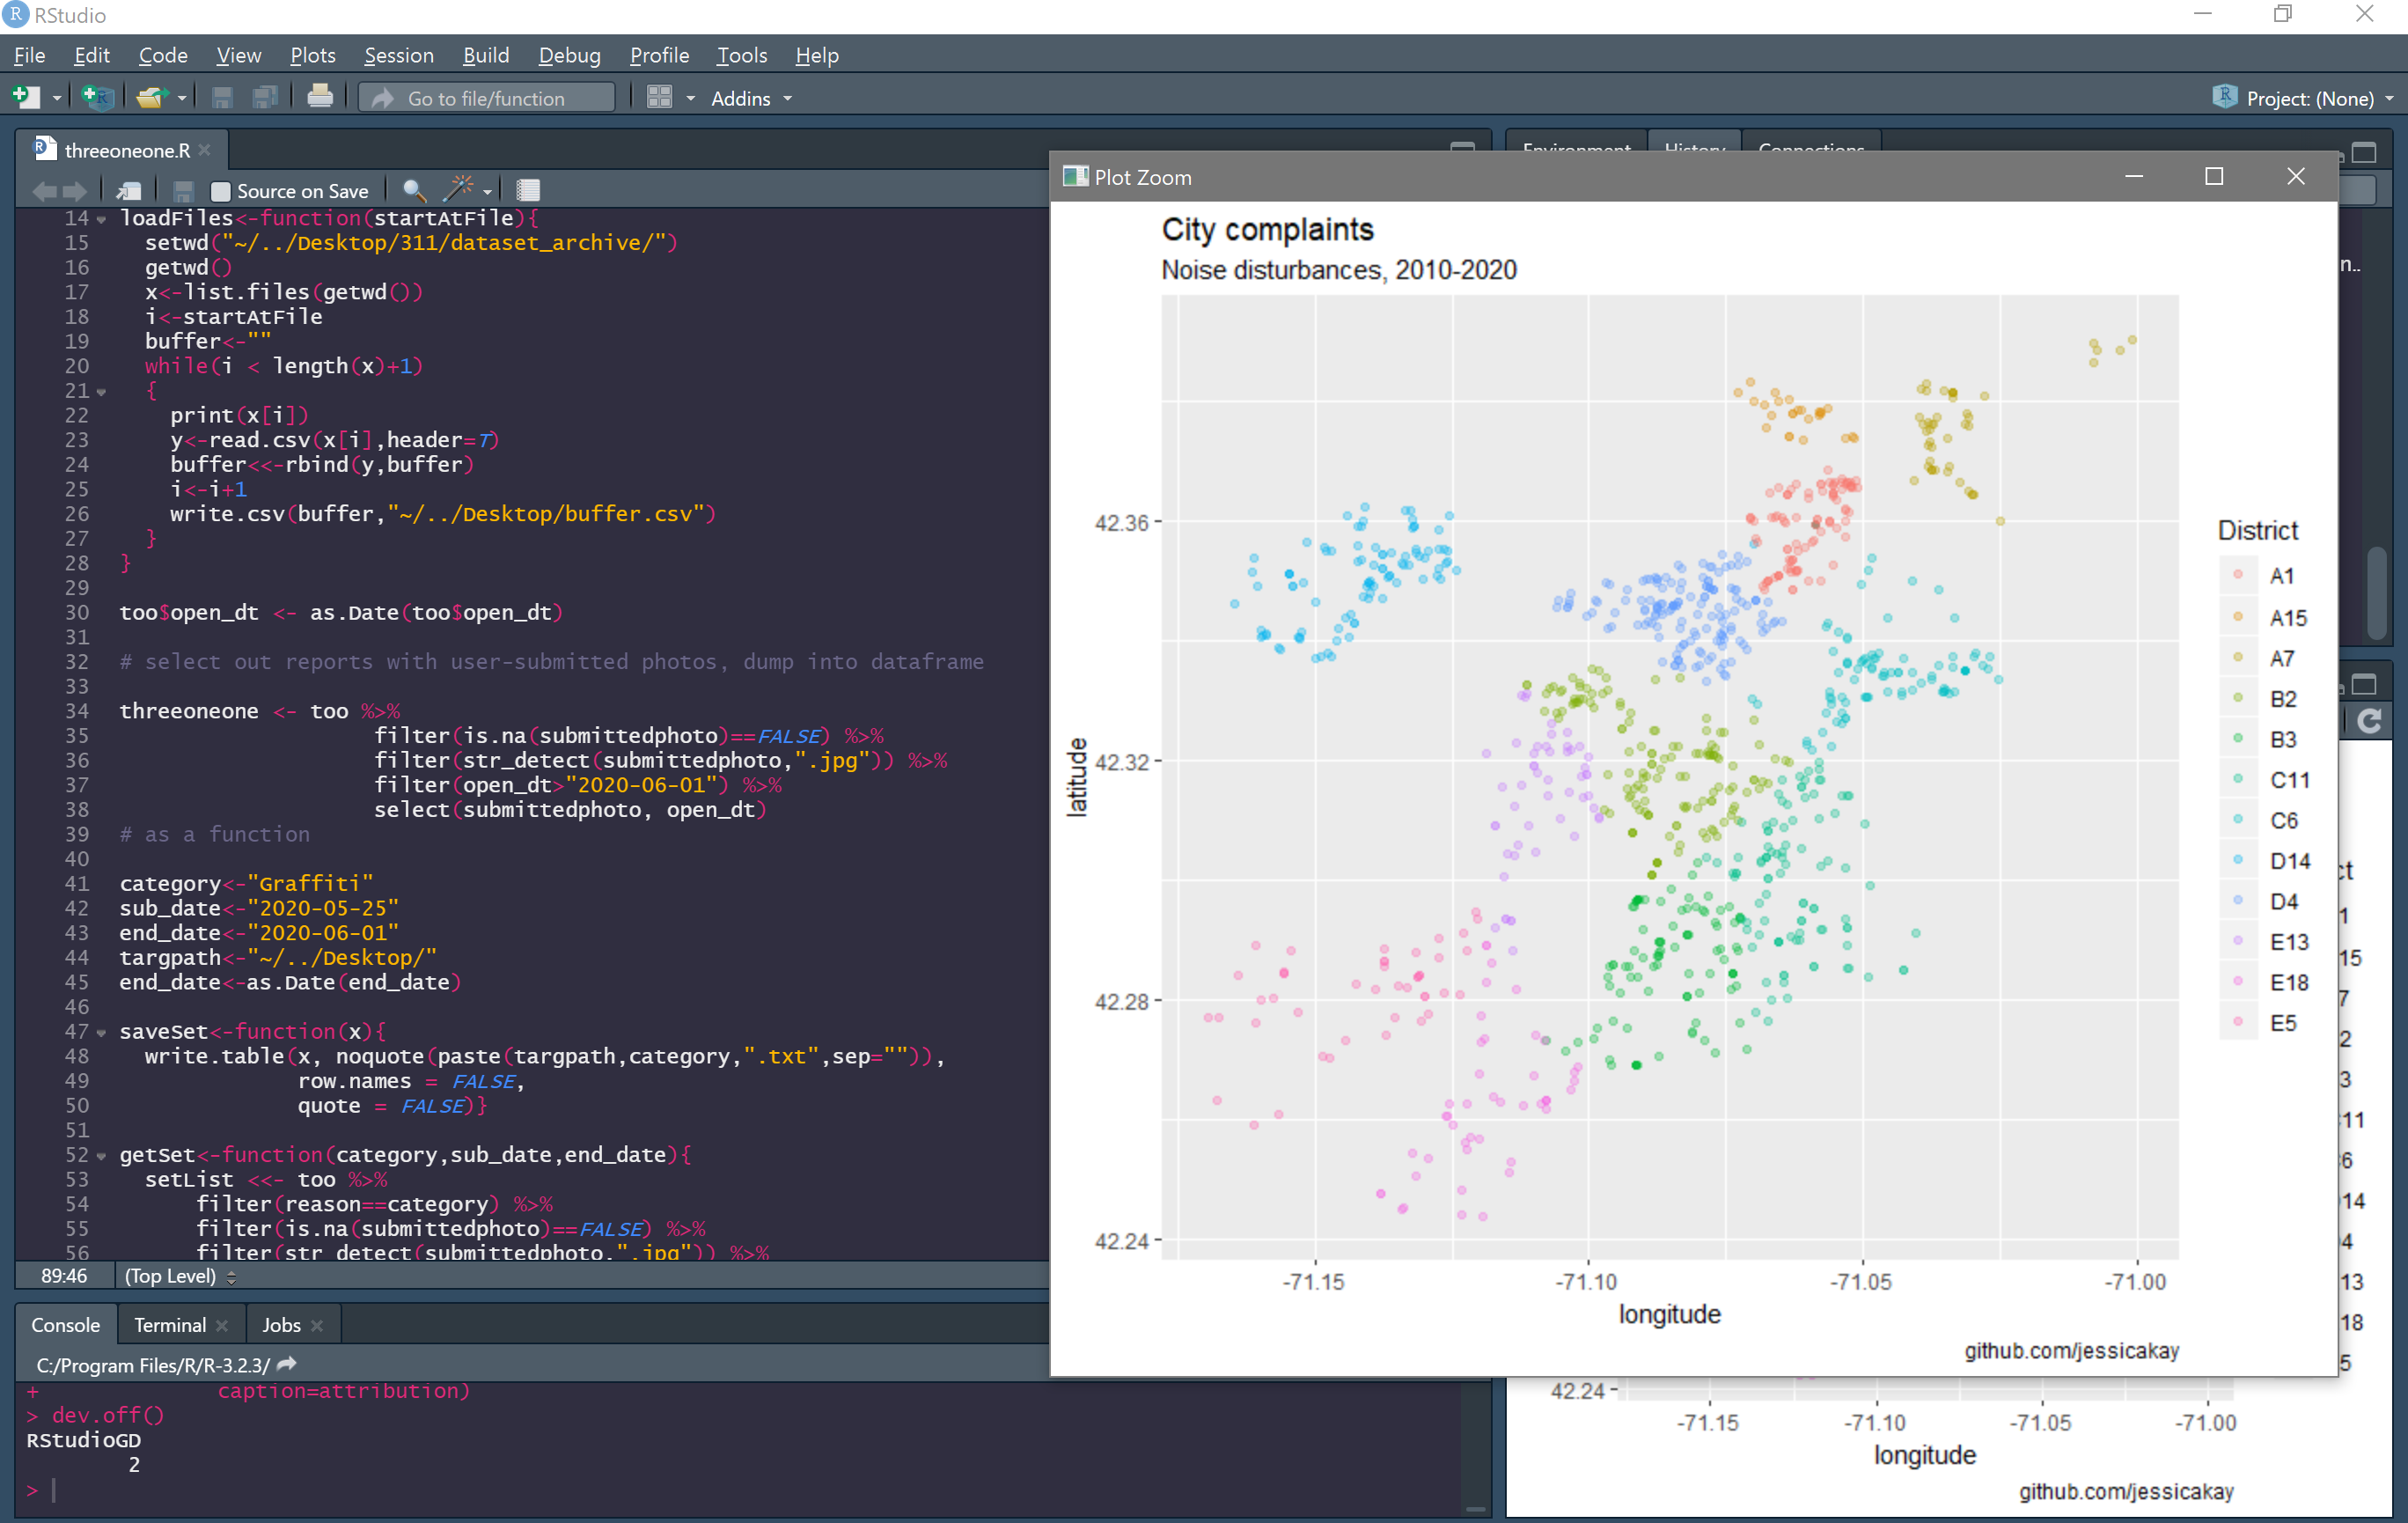 RStudio
File Edit Code View Plots Session Build Debug Profile Tools Help
Go to file/function Addins Project: (None)
threeoneone.R
Source on Save
14 loadFiles<-function(startAtFile){
15 setwd("~/../Desktop/311/dataset_archive/")
16 getwd()
17 x<-list.files(getwd())
18 i<-startAtFile
19 buffer<-""
20 while(i < length(x)+1)
21 {
22 print(x[i])
23 y<-read.csv(x[i],header=T)
24 buffer<<-rbind(y,buffer)
25 i<-i+1
26 write.csv(buffer,"~/../Desktop/buffer.csv")
27 }
28 }
29
30 too$open_dt <- as.Date(too$open_dt)
31
32 # select out reports with user-submitted photos, dump into dataframe
33
34 threeoneone <- too %>%
35 filter(is.na(submittedphoto)==FALSE) %>%
36 filter(str_detect(submittedphoto,".jpg")) %>%
37 filter(open_dt>"2020-06-01") %>%
38 select(submittedphoto, open_dt)
39 # as a function
40
41 category<-"Graffiti"
42 sub_date<-"2020-05-25"
43 end_date<-"2020-06-01"
44 targpath<-"~/../Desktop/"
45 end_date<-as.Date(end_date)
46
47 saveSet<-function(x){
48 write.table(x, noquote(paste(targpath,category,".txt",sep="")),
49 row.names = FALSE,
50 quote = FALSE)}
51
52 getSet<-function(category,sub_date,end_date){
53 setList <<- too %>%
54 filter(reason==category) %>%
55 filter(is.na(submittedphoto)==FALSE) %>%
56 filter(str_detect(submittedphoto,".jpg")) %>%
89:46 (Top Level)
Console Terminal Jobs
C:/Program Files/R/R-3.2.3/
+ caption=attribution)
> dev.off()
RStudioGD
2
>
Environment History Connections
n..
Plot Zoom
City complaints
Noise disturbances, 2010-2020
latitude
42.36
42.32
42.28
42.24
-71.15 -71.10 -71.05 -71.00
longitude
github.com/jessicakay
District
A1
A15
A7
B2
B3
C11
C6
D14
D4
E13
E18
E5
ct
1
15
7
2
3
11
6
14
4
13
18
5
42.24
-71.15 -71.10 -71.05 -71.00
longitude
github.com/jessicakay